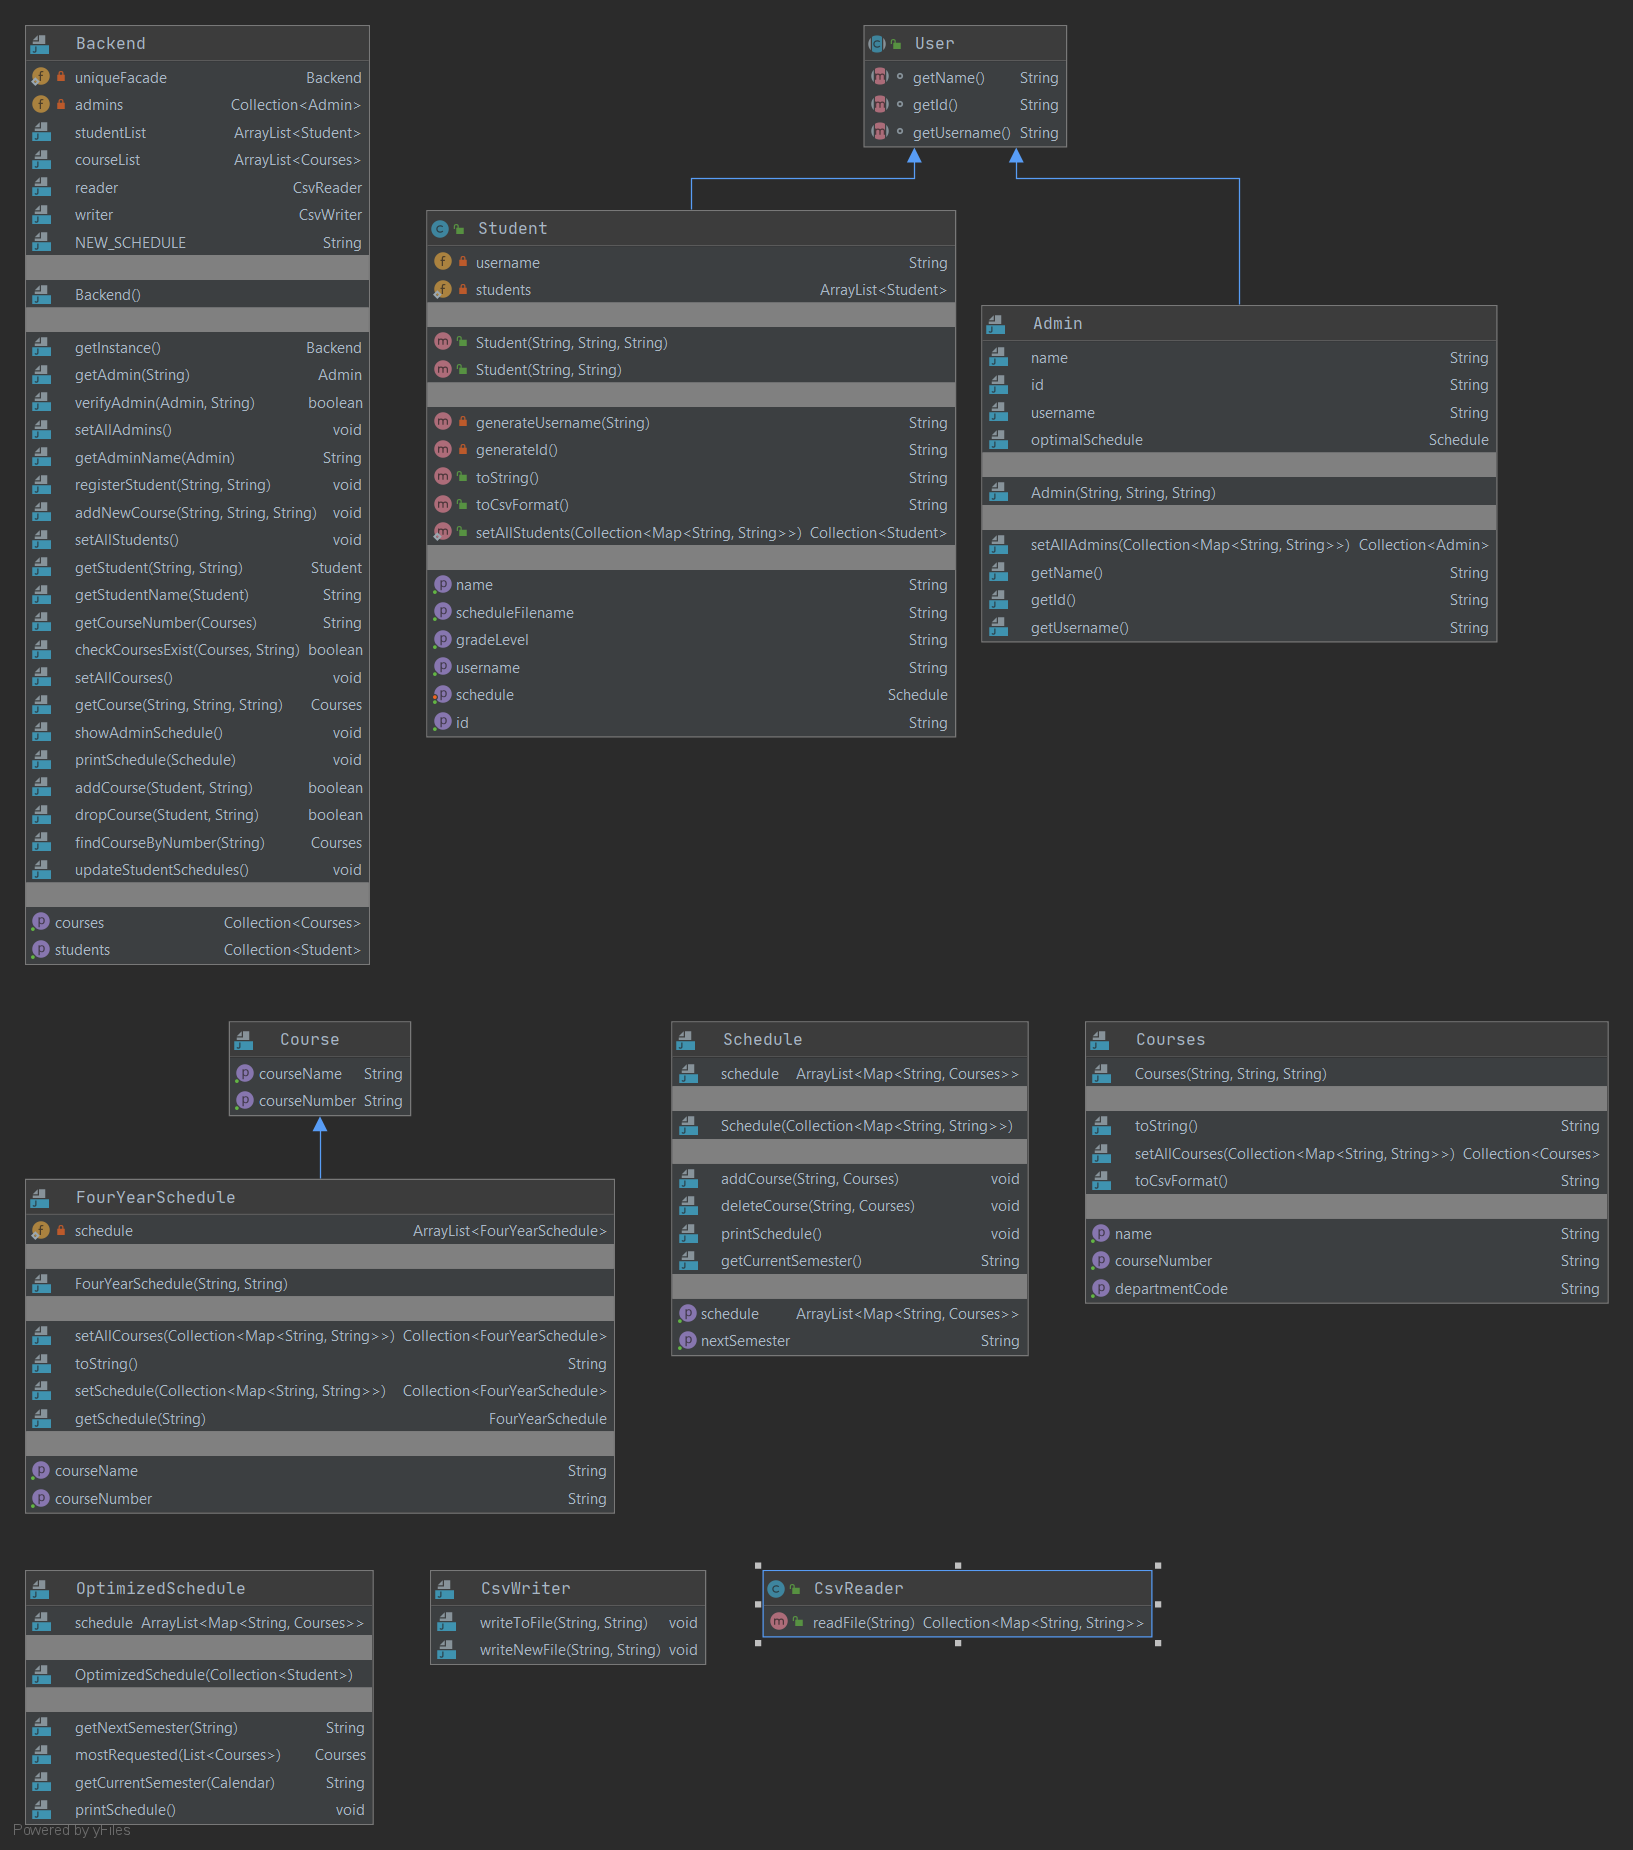 Backend
uniqueFacade Backend
admins Collection<Admin>
studentList ArrayList<Student>
courseList ArrayList<Courses>
reader CsvReader
writer CsvWriter
NEW_SCHEDULE String
Backend()
getInstance() Backend
getAdmin(String) Admin
verifyAdmin(Admin, String) boolean
setAllAdmins() void
getAdminName(Admin) String
registerStudent(String, String) void
addNewCourse(String, String, String) void
setAllStudents() void
getStudent(String, String) Student
getStudentName(Student) String
getCourseNumber(Courses) String
checkCoursesExist(Courses, String) boolean
setAllCourses() void
getCourse(String, String, String) Courses
showAdminSchedule() void
printSchedule(Schedule) void
addCourse(Student, String) boolean
dropCourse(Student, String) boolean
findCourseByNumber(String) Courses
updateStudentSchedules() void
courses Collection<Courses>
students Collection<Student>
User
getName() String
getId() String
getUsername() String
Student
username String
students ArrayList<Student>
Student(String, String, String)
Student(String, String)
generateUsername(String) String
generateId() String
toString() String
toCsvFormat() String
setAllStudents(Collection<Map<String, String>>) Collection<Student>
name String
scheduleFilename String
gradeLevel String
username String
schedule Schedule
id String
Admin
name String
id String
username String
optimalSchedule Schedule
Admin(String, String, String)
setAllAdmins(Collection<Map<String, String>>) Collection<Admin>
getName() String
getId() String
getUsername() String
Course
courseName String
courseNumber String
FourYearSchedule
schedule ArrayList<FourYearSchedule>
FourYearSchedule(String, String)
setAllCourses(Collection<Map<String, String>>) Collection<FourYearSchedule>
toString() String
setSchedule(Collection<Map<String, String>>) Collection<FourYearSchedule>
getSchedule(String) FourYearSchedule
courseName String
courseNumber String
Schedule
schedule ArrayList<Map<String, Courses>>
Schedule(Collection<Map<String, String>>)
addCourse(String, Courses) void
deleteCourse(String, Courses) void
printSchedule() void
getCurrentSemester() String
schedule ArrayList<Map<String, Courses>>
nextSemester String
Courses
Courses(String, String, String)
toString() String
setAllCourses(Collection<Map<String, String>>) Collection<Courses>
toCsvFormat() String
name String
courseNumber String
departmentCode String
OptimizedSchedule
schedule ArrayList<Map<String, Courses>>
OptimizedSchedule(Collection<Student>)
getNextSemester(String) String
mostRequested(List<Courses>) Courses
getCurrentSemester(Calendar) String
printSchedule() void
CsvWriter
writeToFile(String, String) void
writeNewFile(String, String) void
CsvReader
readFile(String) Collection<Map<String, String>>
Powered by yFiles